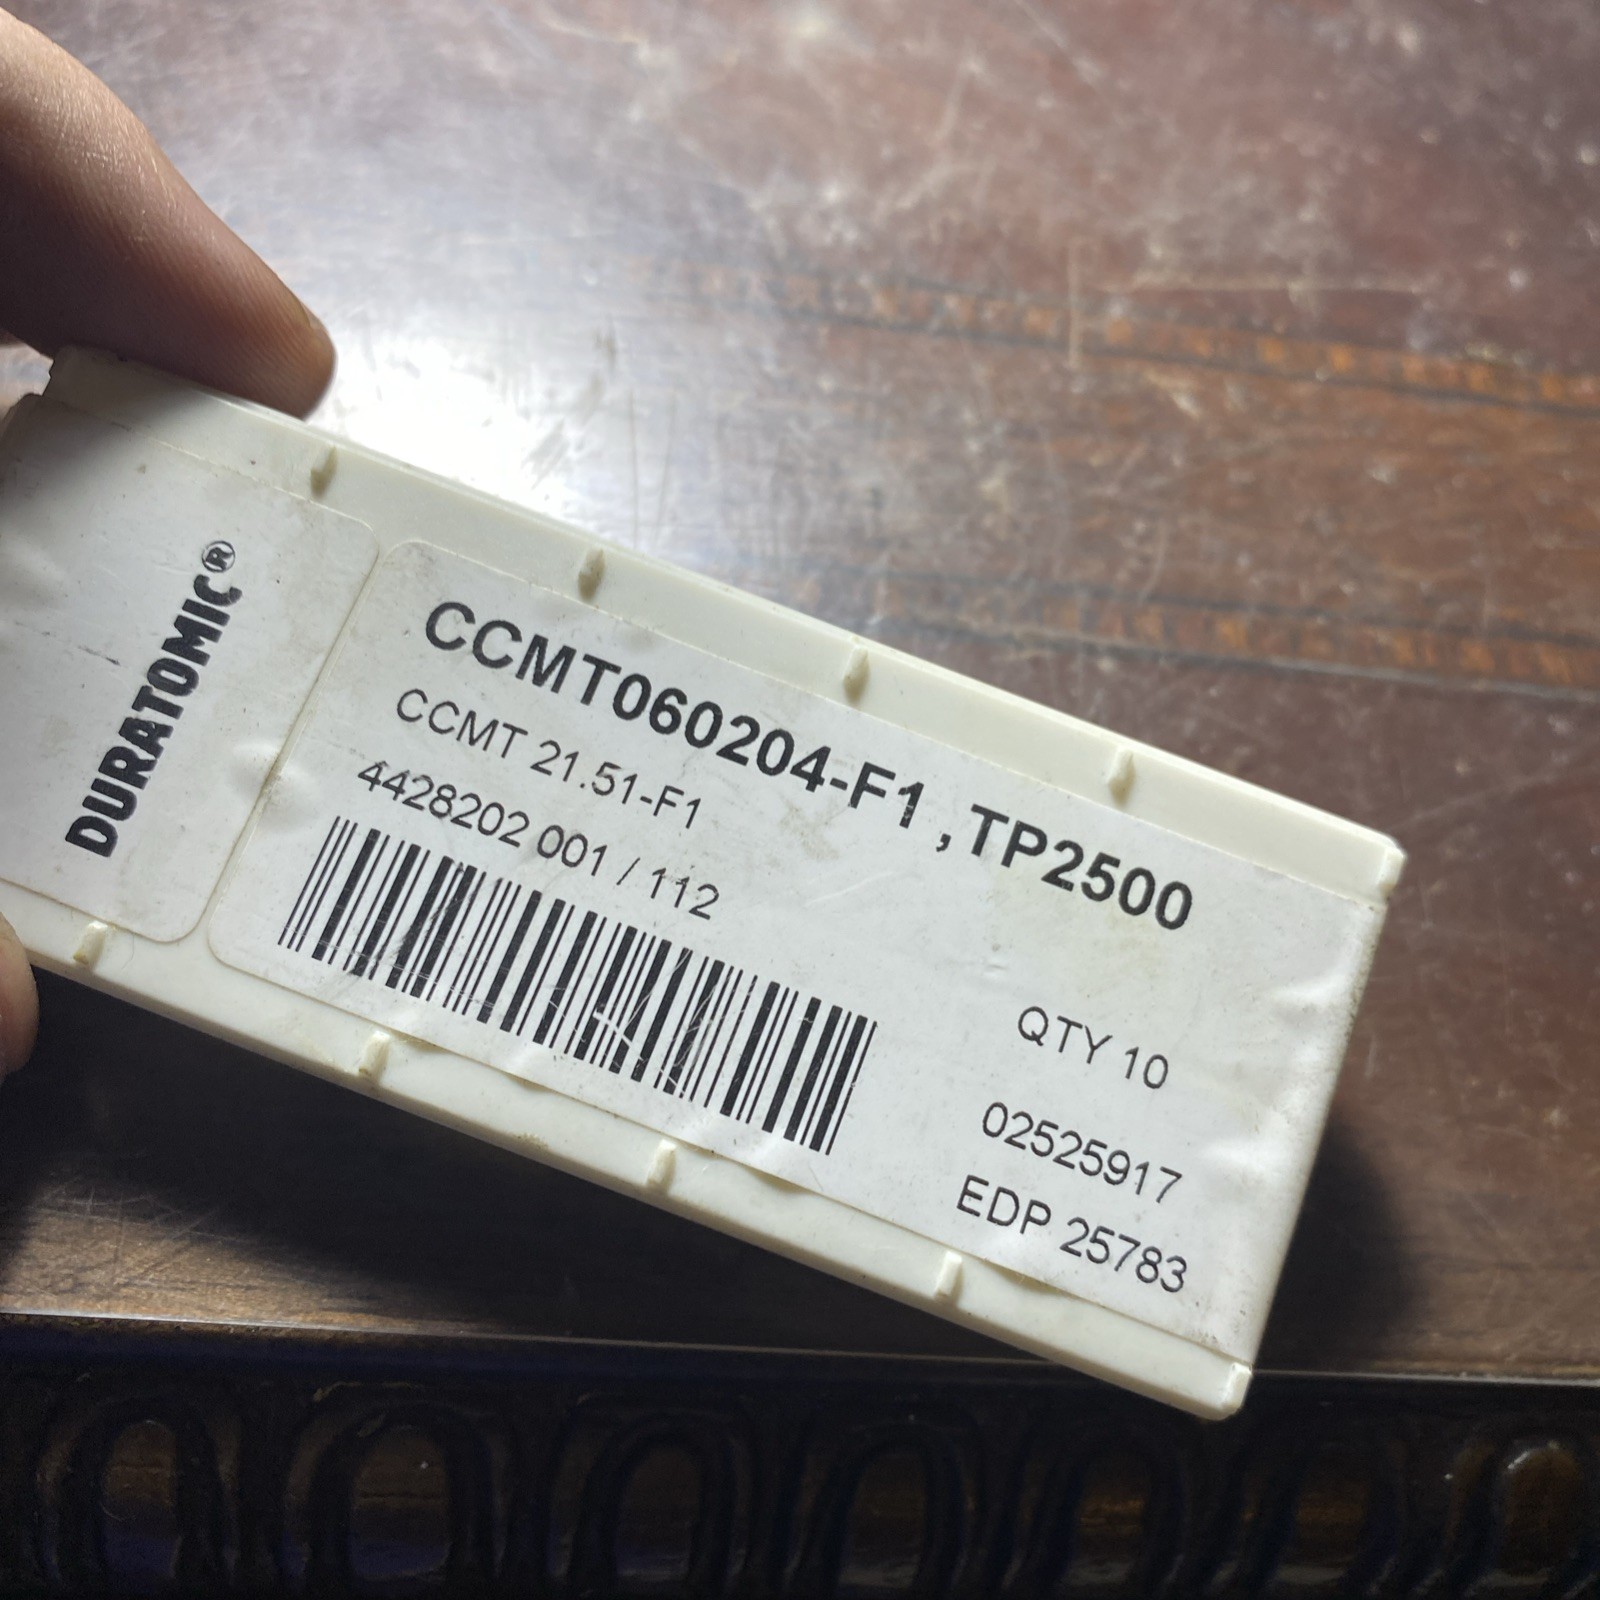 DURATOMIC®
CCMT060204-F1 ,TP2500
CCMT 21.51-F1
4428202 001 / 112
QTY 10
02525917
EDP 25783